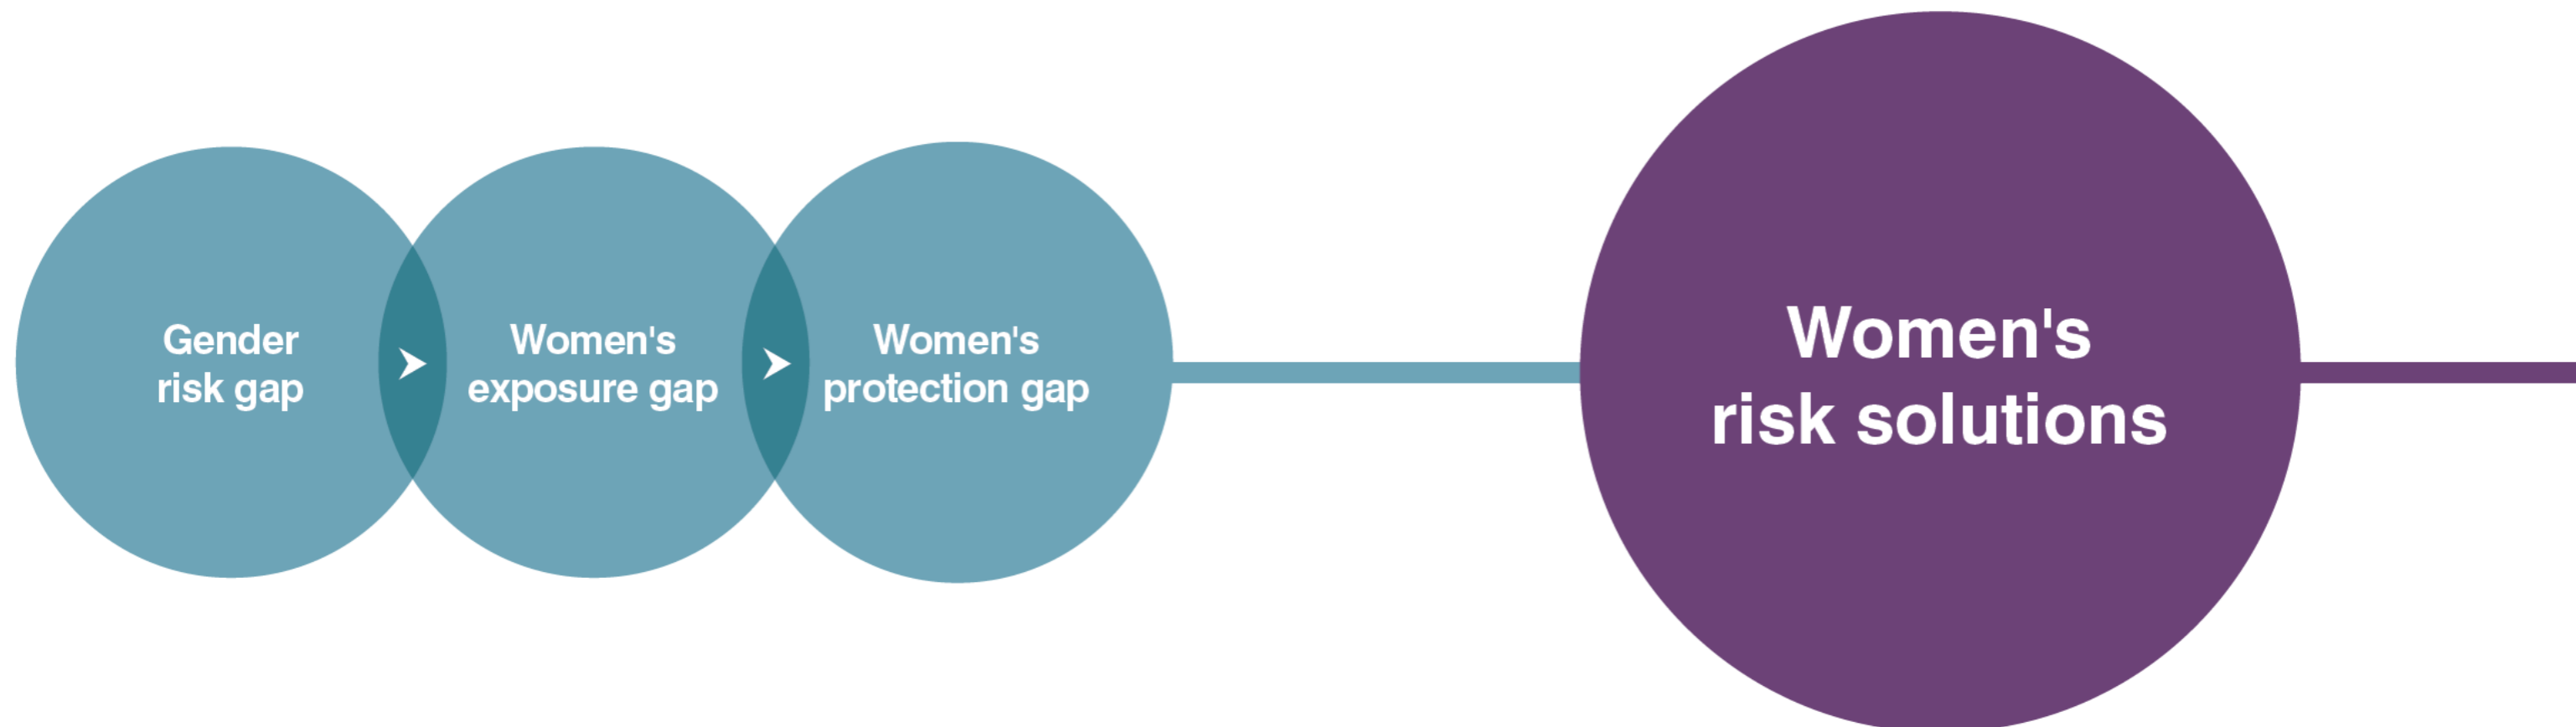 Gender
risk gap
Women's
exposure gap
Women's
protection gap
Women's
risk solutions